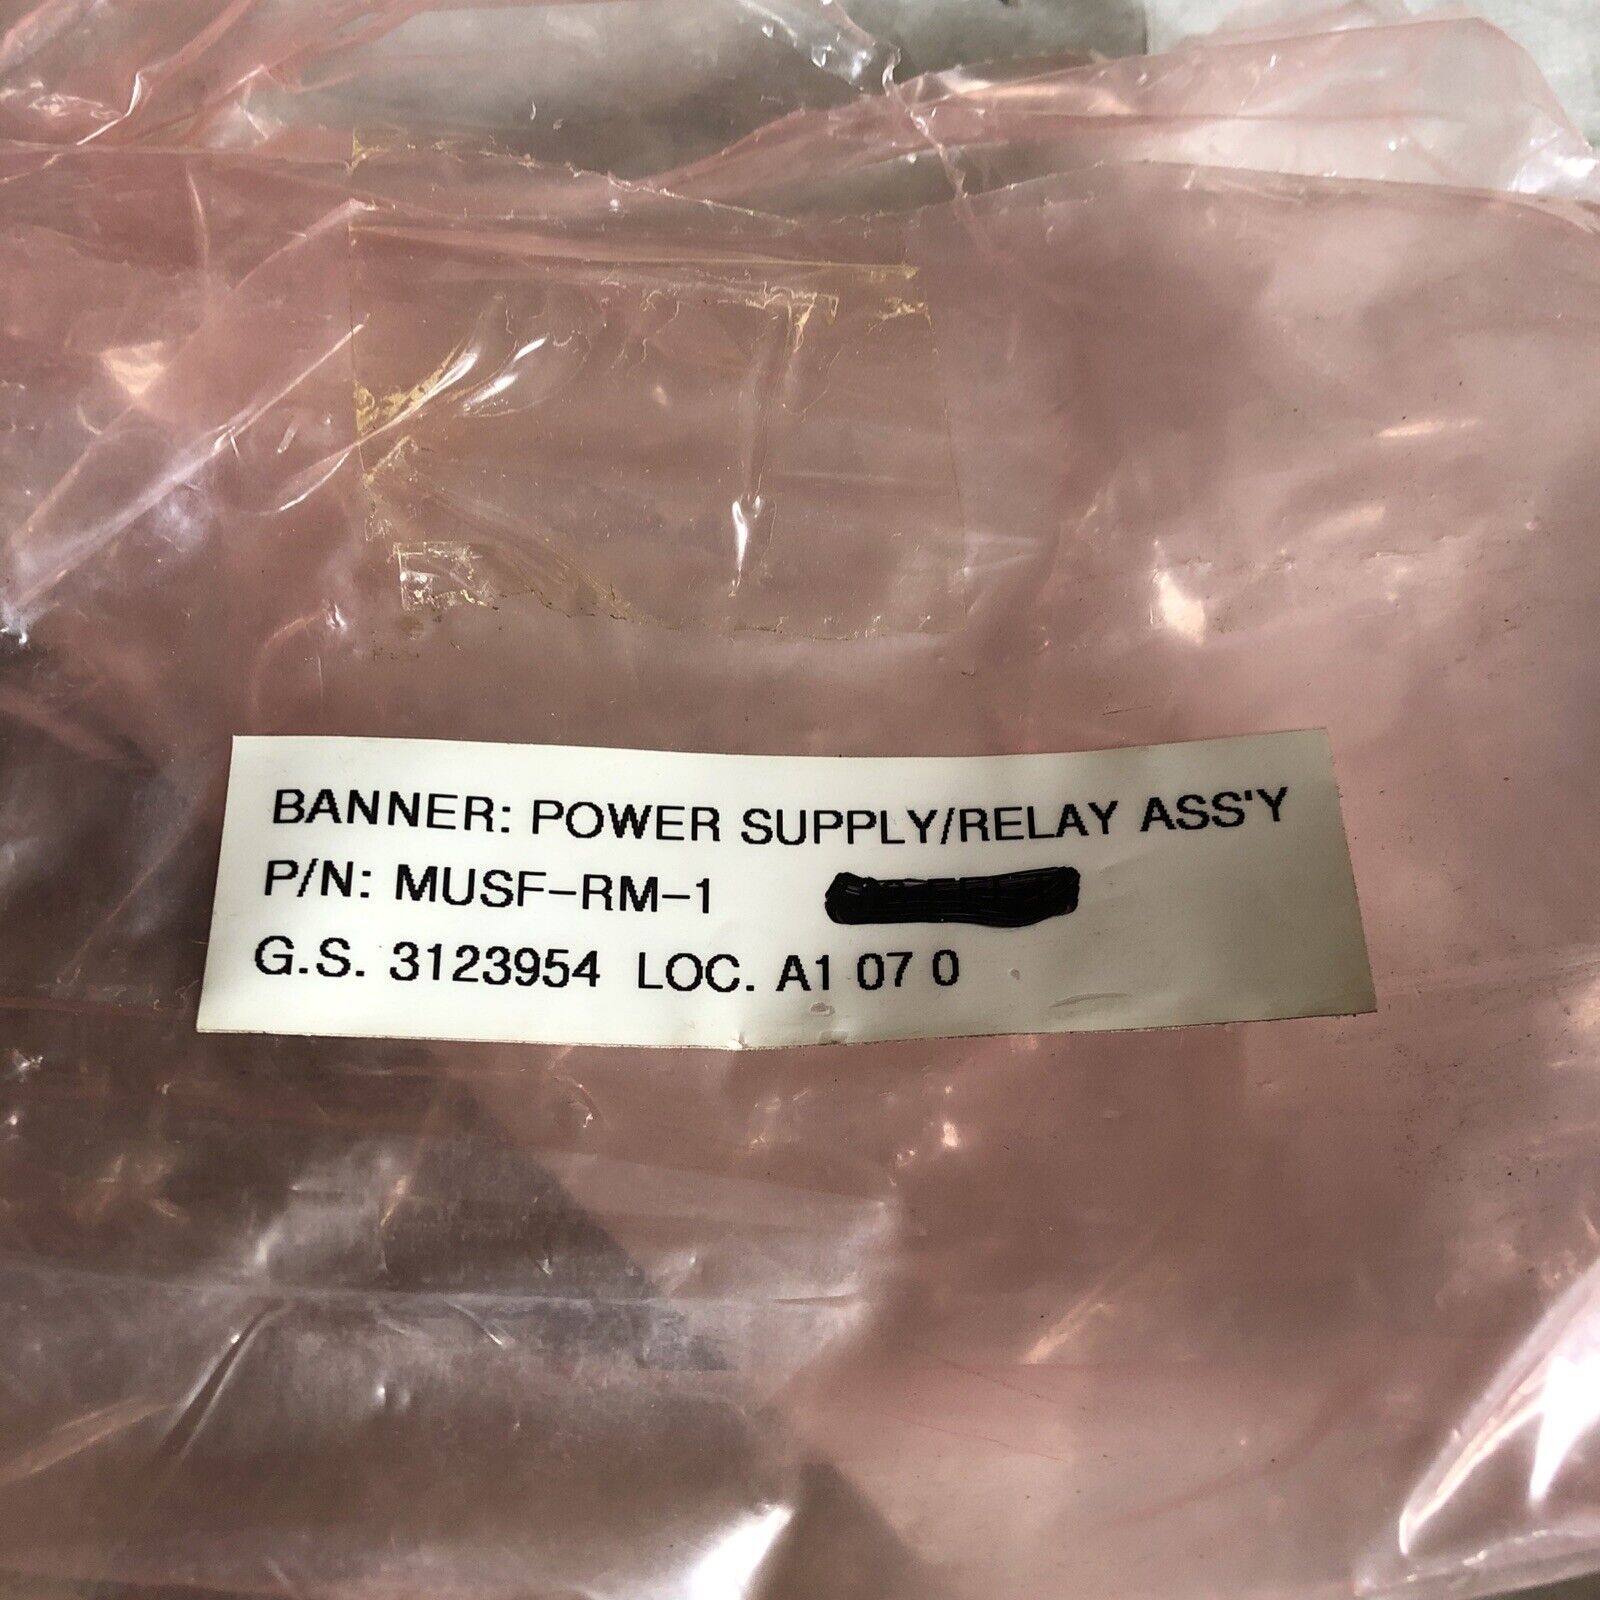 BANNER: POWER SUPPLY/RELAY ASS'Y
P/N: MUSF-RM-1
G.S. 3123954 LOC. A1 07 0